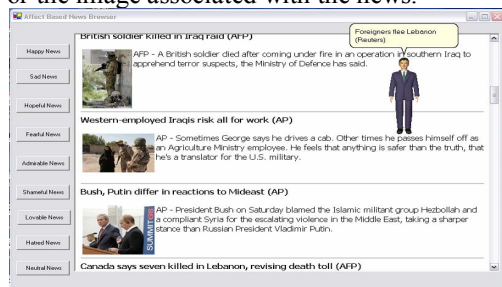 or the image associated with the news.
Affect Based News Browser
Happy News
Sad News
Hopeful News
Fearful News
Admirable News
Shameful News
Lovable News
Hatred News
Neutral News
British soldier killed in Iraq raid (AFP)
AFP - A British soldier died after coming under fire in an operation in southern Iraq to
apprehend terror suspects, the Ministry of Defence has said.
Foreigners flee Lebanon
(Reuters)
Western-employed Iraqis risk all for work (AP)
AP - Sometimes George says he drives a cab. Other times he passes himself off as
an Agriculture Ministry employee. He feels that anything is safer than the truth, that
he's a translator for the U.S. military.
Bush, Putin differ in reactions to Mideast (AP)
SUMMIT
AP - President Bush on Saturday blamed the Islamic militant group Hezbollah and
a compliant Syria for the escalating violence in the Middle East, taking a sharper
stance than Russian President Vladimir Putin.
Canada says seven killed in Lebanon, revising death toll (AFP)